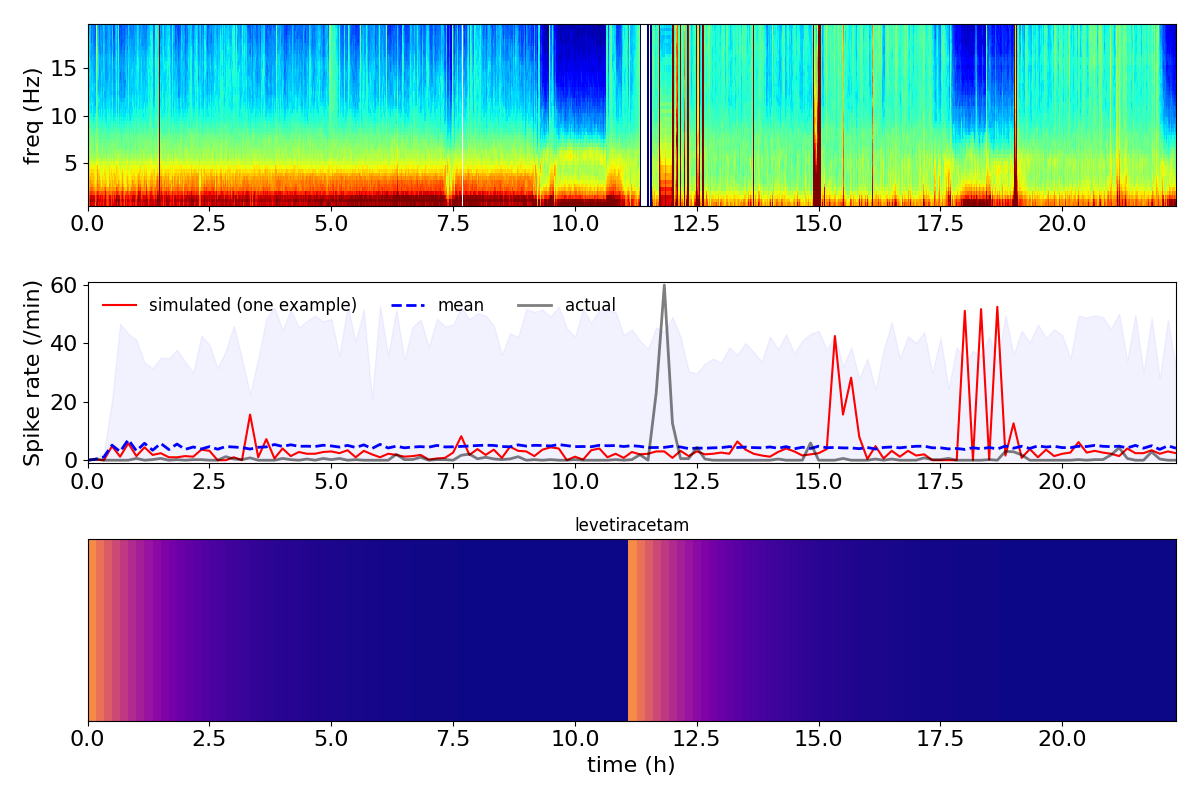 freq (Hz)
15
10
5
0.0 2.5 5.0 7.5 10.0 12.5 15.0 17.5 20.0
Spike rate (/min)
60
40
20
0
simulated (one example) mean actual
0.0 2.5 5.0 7.5 10.0 12.5 15.0 17.5 20.0
levetiracetam
0.0 2.5 5.0 7.5 10.0 12.5 15.0 17.5 20.0
time (h)